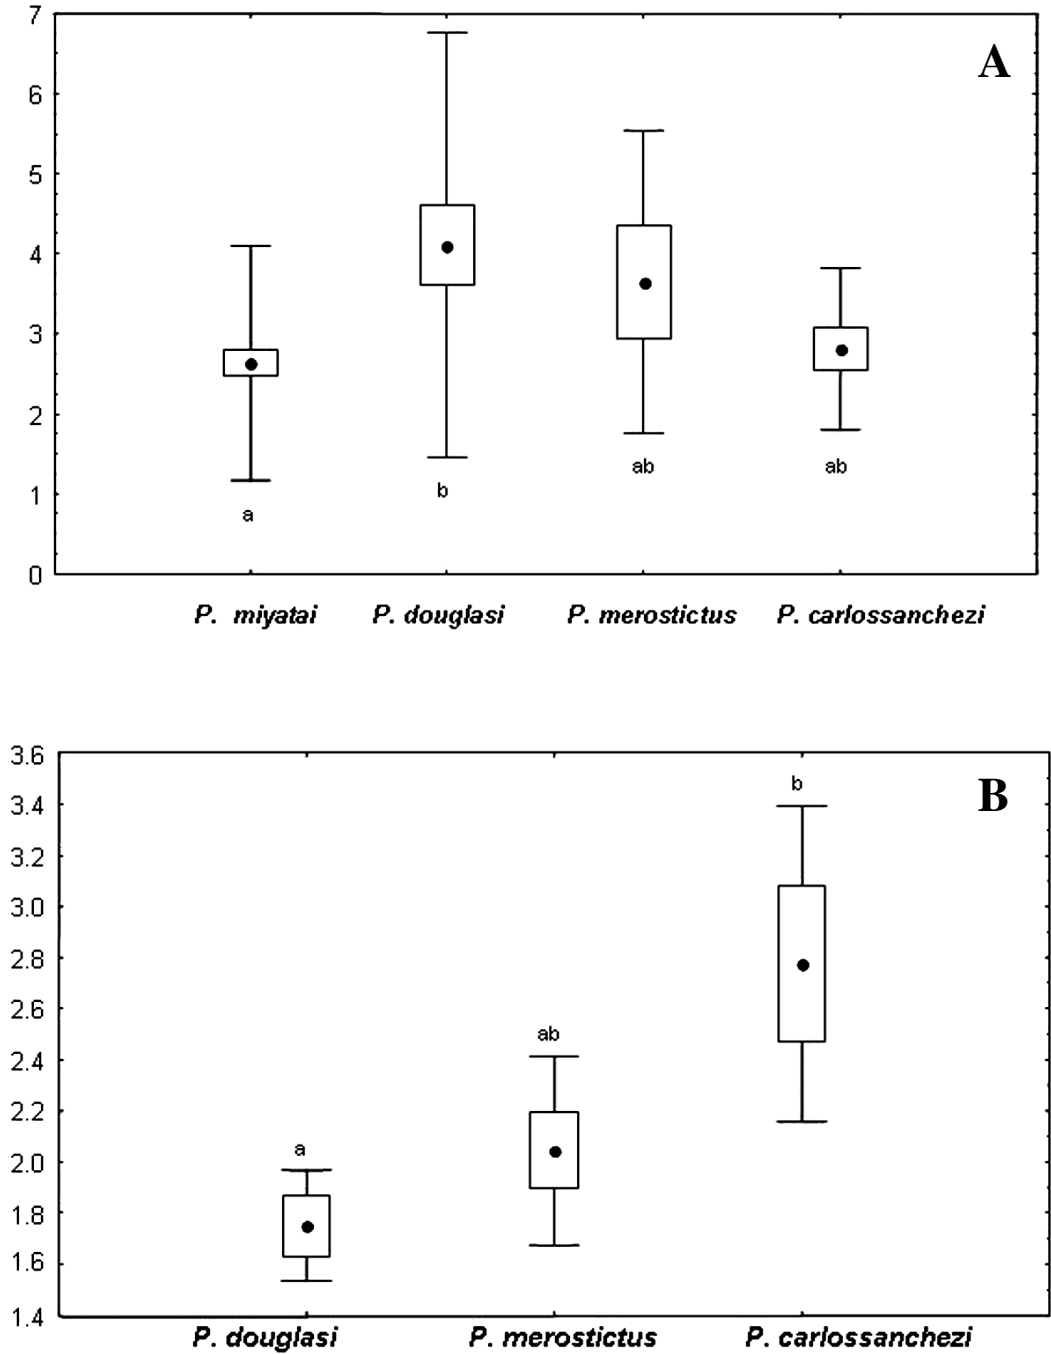 7
A
6
5
4
3
2
ab
ab
b
1
a
0
P. miyatai P. douglasi P. merostictus P. carlossanchezi
3.6
b
B
3.4
3.2
3.0
2.8
2.6
ab
2.4
2.2
a
2.0
1.8
1.6
1.4
P. douglasi P. merostictus P. carlossanchezi